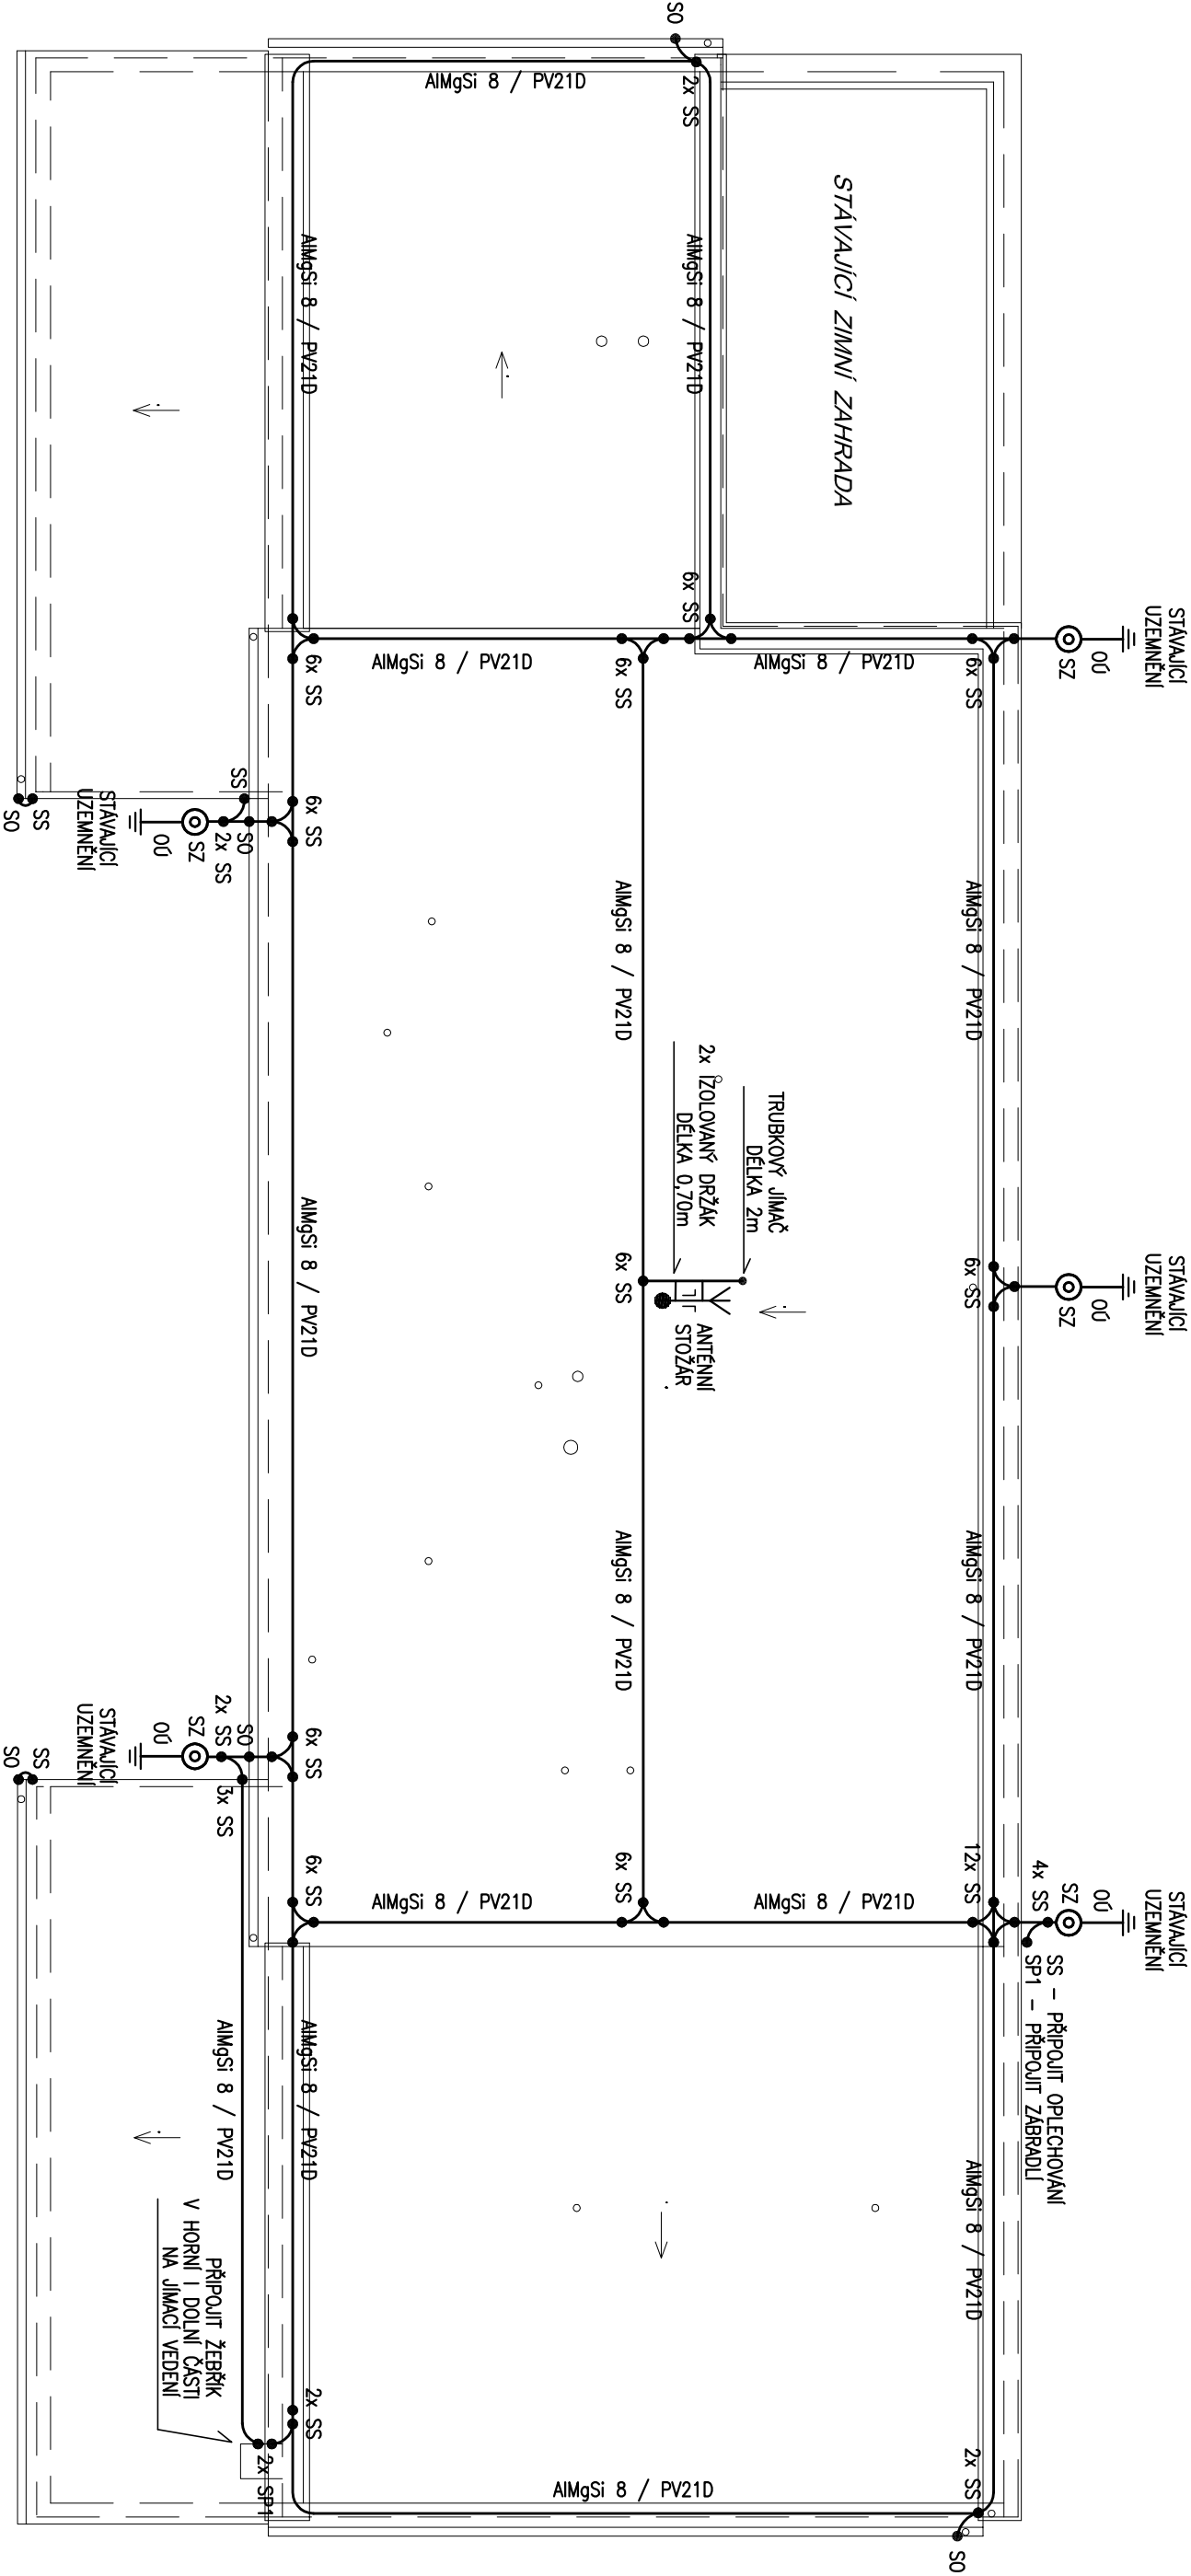 SO
2x SS
AlMgSi 8 / PV21D
STÁVAJÍCÍ ZIMNÍ ZAHRADA
AlMgSi 8 / PV21D
AlMgSi 8 / PV21D
6x SS
STÁVAJÍCÍ
UZEMNĚNÍ
OÚ
SZ
6x SS
AlMgSi 8 / PV21D
6x SS
AlMgSi 8 / PV21D
6x SS
SS
SO
SS
6x SS
SO
2x SS
SZ
OÚ
STÁVAJÍCÍ
UZEMNĚNÍ
AlMgSi 8 / PV21D
AlMgSi 8 / PV21D
TRUBKOVÝ JÍMAČ
DÉLKA 2m
2x IZOLOVANÝ DRŽÁK
DÉLKA 0,70m
6x SS
ANTÉNNÍ
STOŽÁR
AlMgSi 8 / PV21D
STÁVAJÍCÍ
UZEMNĚNÍ
OÚ
SZ
6x SS
AlMgSi 8 / PV21D
AlMgSi 8 / PV21D
6x SS
SO
2x SS
SZ
OÚ
STÁVAJÍCÍ
UZEMNĚNÍ
3x SS
SS
SO
STÁVAJÍCÍ
UZEMNĚNÍ
OÚ
SZ
4x SS
12x SS
SS – PŘIPOJIT OPLECHOVÁNÍ
SP1 – PŘIPOJIT ZÁBRADLÍ
AlMgSi 8 / PV21D
6x SS
AlMgSi 8 / PV21D
6x SS
AlMgSi 8 / PV21D
AlMgSi 8 / PV21D
AlMgSi 8 / PV21D
PŘIPOJIT ŽEBŘÍK
V HORNÍ I DOLNÍ ČÁSTI
NA JÍMACÍ VEDENÍ
2x SS
2x SP1
AlMgSi 8 / PV21D
2x SS
SO